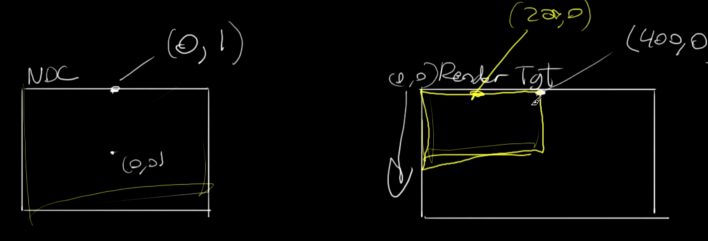 (0, 1)
NDC
(0,0)
(200,0)
(400,0
(0,0) Render Tgt